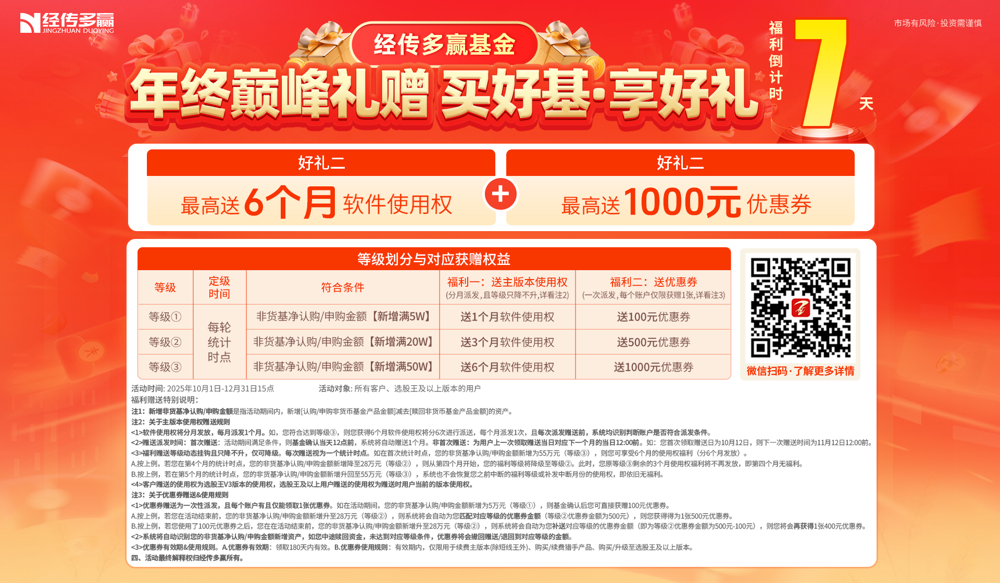 经传多赢
JINGZHUAN DUOYING
市场有风险·投资需谨慎
经传多赢基金
年终巅峰礼赠 买好基·享好礼
福利倒计时
7
天
好礼二
最高送6个月软件使用权
+
好礼二
最高送1000元优惠券
等级划分与对应获赠权益
等级
定级
时间
符合条件
福利一：送主版本使用权
(分月派发,且等级只降不升,详看注2)
福利二：送优惠券
(一次派发,每个账户仅限获赠1张,详看注3)
等级①
每轮
统计
时点
非货基净认购/申购金额【新增满5W】
送1个月软件使用权
送100元优惠券
等级②
非货基净认购/申购金额【新增满20W】
送3个月软件使用权
送500元优惠券
等级③
非货基净认购/申购金额【新增满50W】
送6个月软件使用权
送1000元优惠券
微信扫码·了解更多详情
活动时间: 2025年10月1日-12月31日15点
活动对象: 所有客户、选股王及以上版本的用户
福利赠送特别说明：
注1：新增非货基净认购/申购金额是指活动期间内，新增[认购/申购非货币基金产品金额]减去[赎回非货币基金产品金额]的资产。
注2：关于主版本使用权赠送规则
<1>软件使用权将分月发放，每月派发1个月。如，您符合达到等级③，则您获得6个月软件使用权将分6次进行派送，每个月派发1次，且每次派发赠送前，系统均识别判断账户是否符合派发条件。
<2>赠送派发时间：首次赠送：活动期间满足条件，则基金确认当天12点前，系统将自动赠送1个月。非首次赠送：为用户上一次领取赠送当日对应下一个月的当日12:00前。如：您首次领取赠送日为10月12日，则下一次赠送时间为11月12日12:00前。
<3>福利赠送等级动态挂钩且只降不升，仅可降级。每次赠送视为一个统计时点。如在首次统计时点，您的非货基净认购/申购金额新增为55万元（等级③），则您可享受6个月的使用权福利（分6个月发放）。
A.按上例，若您在第4个月的统计时点，您的非货基净认购/申购金额新增降至28万元（等级②），则从第四个月开始，您的福利等级将降级至等级②。此时，您原等级③剩余的3个月使用权福利将不再发放，即第四个月无福利。
B.按上例，若在第5个月的统计时点，您的非货基净认购/申购金额新增升回至55万元（等级③），系统也不会恢复您之前中断的福利等级或补发中断月份的使用权，即依旧无福利。
<4>客户赠送的使用权为选股王V3版本的使用权，选股王及以上用户赠送的使用权为赠送时用户当前的版本使用权。
注3：关于优惠券赠送&使用规则
<1>优惠券赠送为一次性派发，且每个账户有且仅能领取1张优惠券。如在活动期间，您的非货基净认购/申购金额新增为5万元（等级①），则基金确认后您可直接获赠100元优惠券。
A.按上例，若您在活动结束前，您的非货基净认购/申购金额新增升至28万元（等级②），则系统将会自动为您匹配对应等级的优惠券金额（等级②优惠券金额为500元），则您获得得为1张500元优惠券。
B.按上例，若您使用了100元优惠券之后，您在在活动结束前，您的非货基净认购/申购金额新增升至28万元（等级②），则系统将会自动为您补送对应等级的优惠券金额（即为等级②优惠券金额为500元-100元），则您将会再获得1张400元优惠券。
<2>系统将自动识别您的非货基净认购/申购金额新增资产，如您中途赎回资金，未达到对应等级条件，优惠券将会撤回赠送/退回到对应等级的金额。
<3>优惠券有效期&使用规则。A.优惠券有效期：领取180天内有效。B.优惠券使用规则：有效期内，仅限用于续费主版本(除短线王外)、购买/续费猎手产品、购买/升级至选股王及以上版本。
四、活动最终解释权归经传多赢所有。